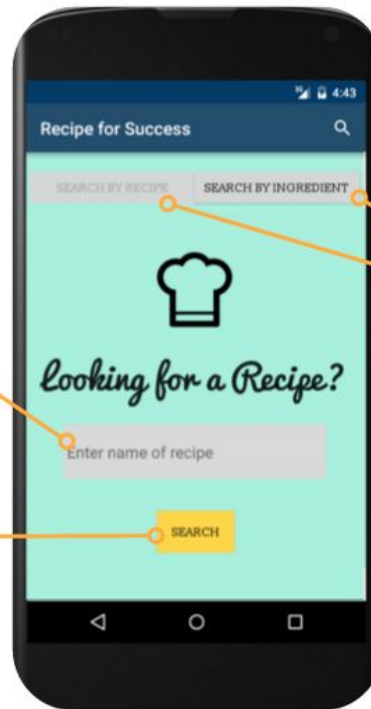 4:43
Recipe for Success
SEARCH BY RECIPE SEARCH BY INGREDIENT
Looking for a Recipe?
Enter name of recipe
SEARCH